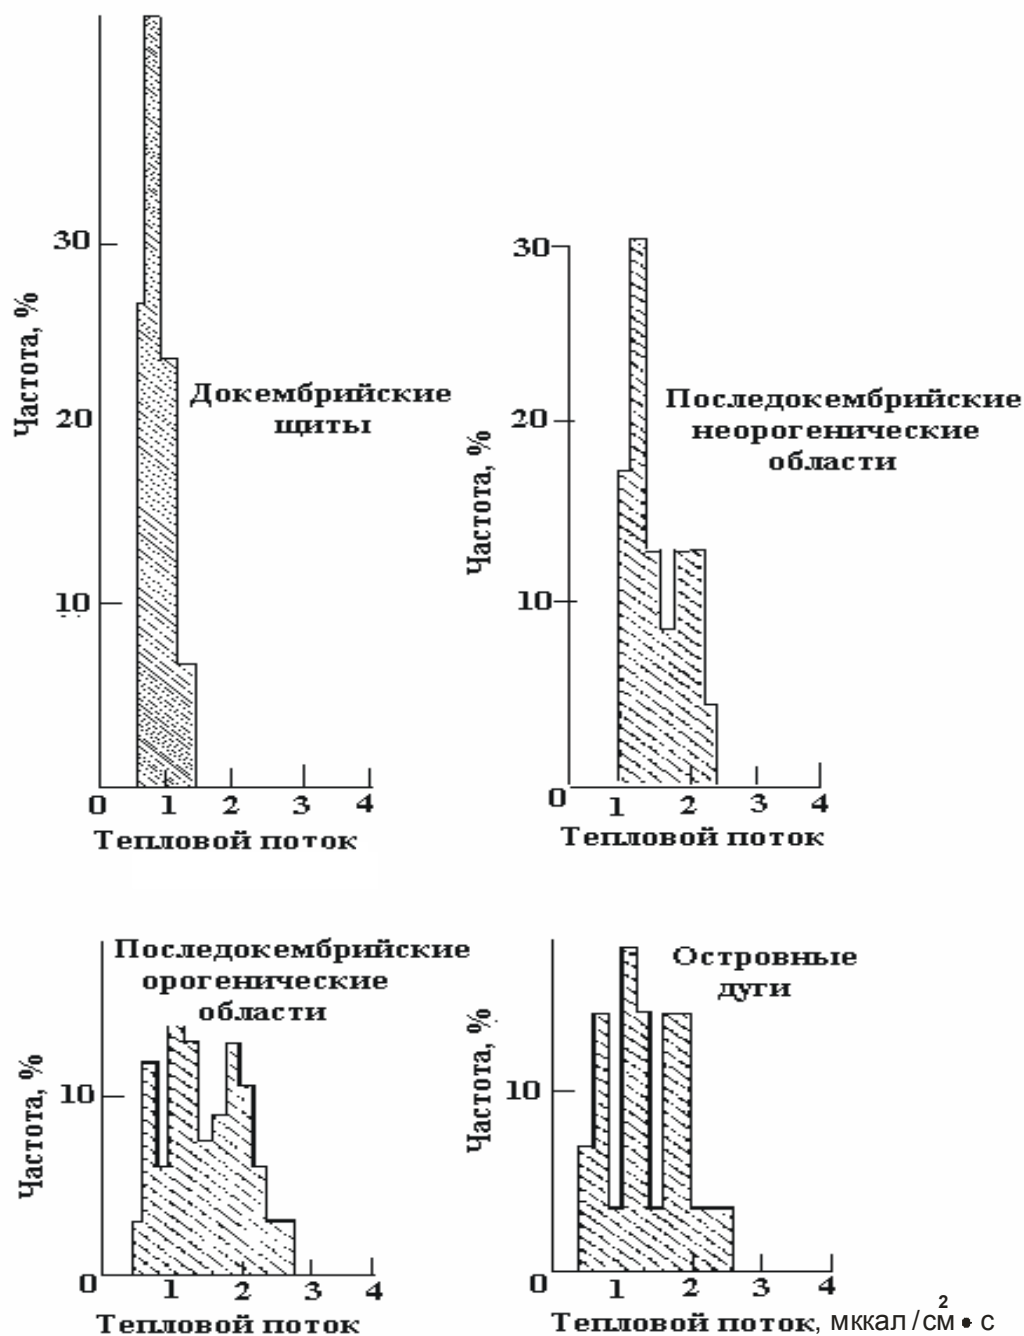 30
20
10
Частота, %
Докембрийские
щиты
0 1 2 3 4
Тепловой поток
30
20
10
Частота, %
Последокембрийские
неорогенические
области
0 1 2 3 4
Тепловой поток
Последокембрийские
орогенические
области
10
Частота, %
0 1 2 3 4
Тепловой поток
Островные
дуги
10
Частота, %
0 1 2 3 4
Тепловой поток, мккал/см² • с